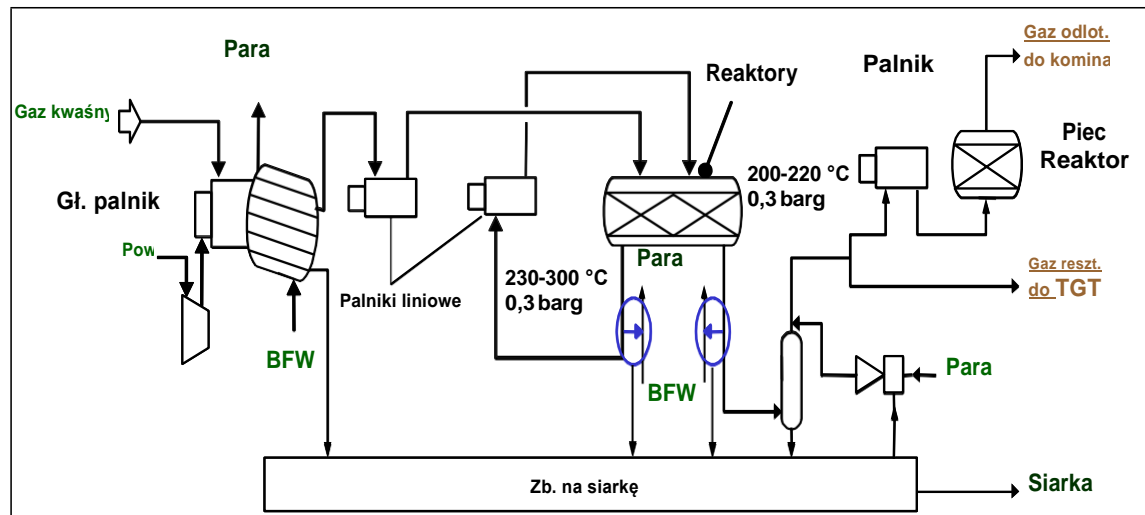 Para
Gaz odlot.
do komina
Palnik
Reaktory
Gaz kwaśny
Piec
Reaktor
200-220 °C
0,3 barg
Gł. palnik
Pow
Para
Gaz reszt.
do TGT
230-300 °C
0,3 barg
Palniki liniowe
BFW
BFW
Para
Zb. na siarkę
Siarka